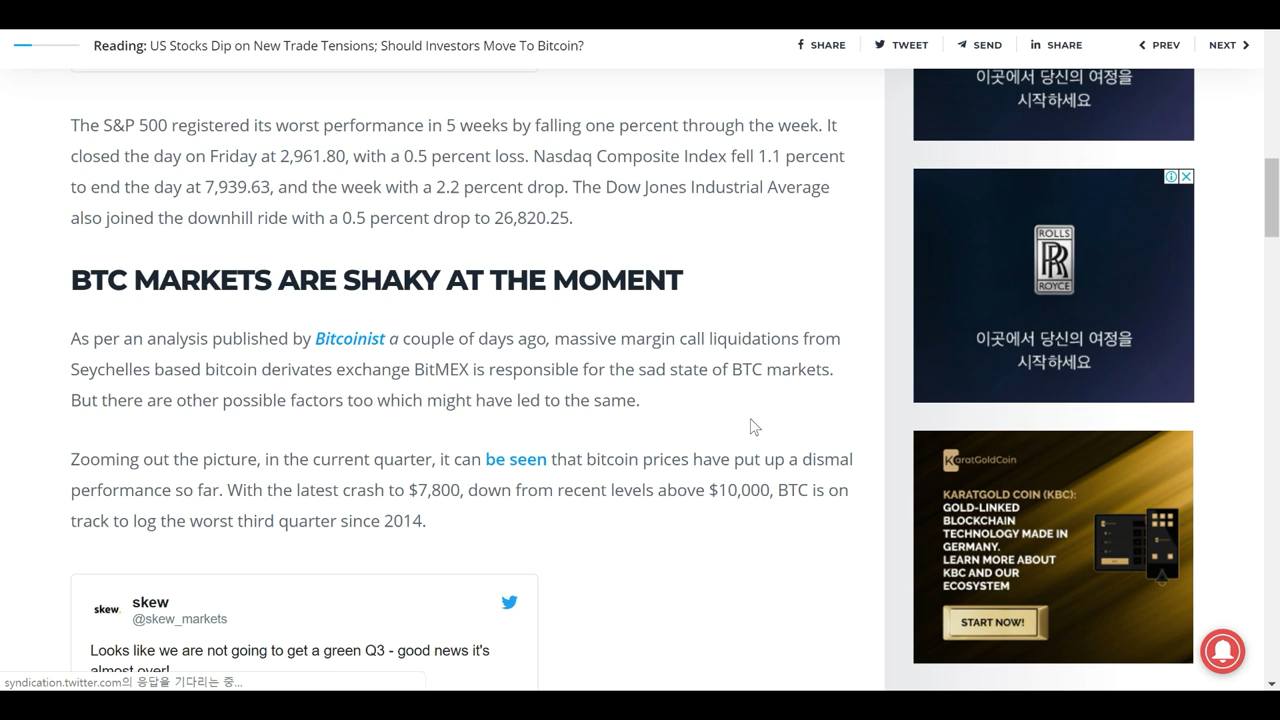 Reading: US Stocks Dip on New Trade Tensions; Should Investors Move To Bitcoin?
SHARE TWEET SEND SHARE PREV NEXT
The S&P 500 registered its worst performance in 5 weeks by falling one percent through the week. It
closed the day on Friday at 2,961.80, with a 0.5 percent loss. Nasdaq Composite Index fell 1.1 percent
to end the day at 7,939.63, and the week with a 2.2 percent drop. The Dow Jones Industrial Average
also joined the downhill ride with a 0.5 percent drop to 26,820.25.
BTC MARKETS ARE SHAKY AT THE MOMENT
As per an analysis published by Bitcoinist a couple of days ago, massive margin call liquidations from
Seychelles based bitcoin derivates exchange BitMEX is responsible for the sad state of BTC markets.
But there are other possible factors too which might have led to the same.
Zooming out the picture, in the current quarter, it can be seen that bitcoin prices have put up a dismal
performance so far. With the latest crash to $7,800, down from recent levels above $10,000, BTC is on
track to log the worst third quarter since 2014.
skew.
skew
@skew_markets
Looks like we are not going to get a green Q3 - good news it's
almost over!
syndication.twitter.com의 응답을 기다리는 중...
이곳에서 당신의 여정을
시작하세요
ROLLS
RR
ROYCE
이곳에서 당신의 여정을
시작하세요
KaratGoldCoin
KARATGOLD COIN (KBC):
GOLD-LINKED
BLOCKCHAIN
TECHNOLOGY MADE IN
GERMANY.
LEARN MORE ABOUT
KBC AND OUR
ECOSYSTEM
START NOW!